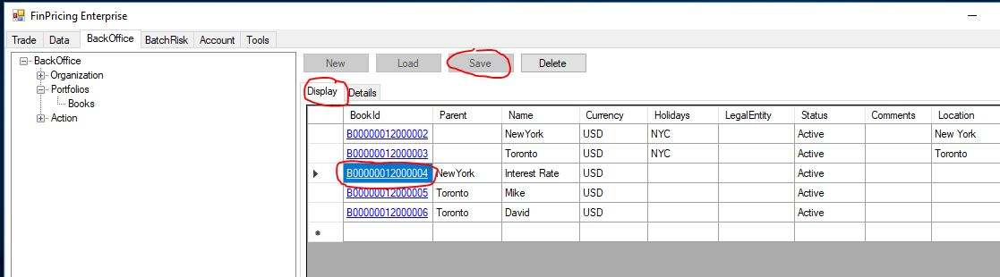 FinPricing Enterprise
Trade Data BackOffice BatchRisk Account Tools
BackOffice
Organization
Portfolios
Books
Action
New Load Save Delete
Display Details
BookId Parent Name Currency Holidays LegalEntity Status Comments Location
B00000012000002 NewYork USD NYC Active New York
B00000012000003 Toronto USD NYC Active Toronto
B00000012000004 NewYork Interest Rate USD Active
B00000012000005 Toronto Mike USD Active
B00000012000006 Toronto David USD Active